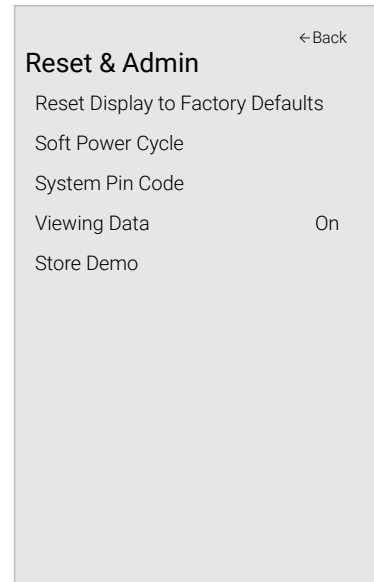 ←Back
Reset & Admin
Reset Display to Factory Defaults
Soft Power Cycle
System Pin Code
Viewing Data On
Store Demo